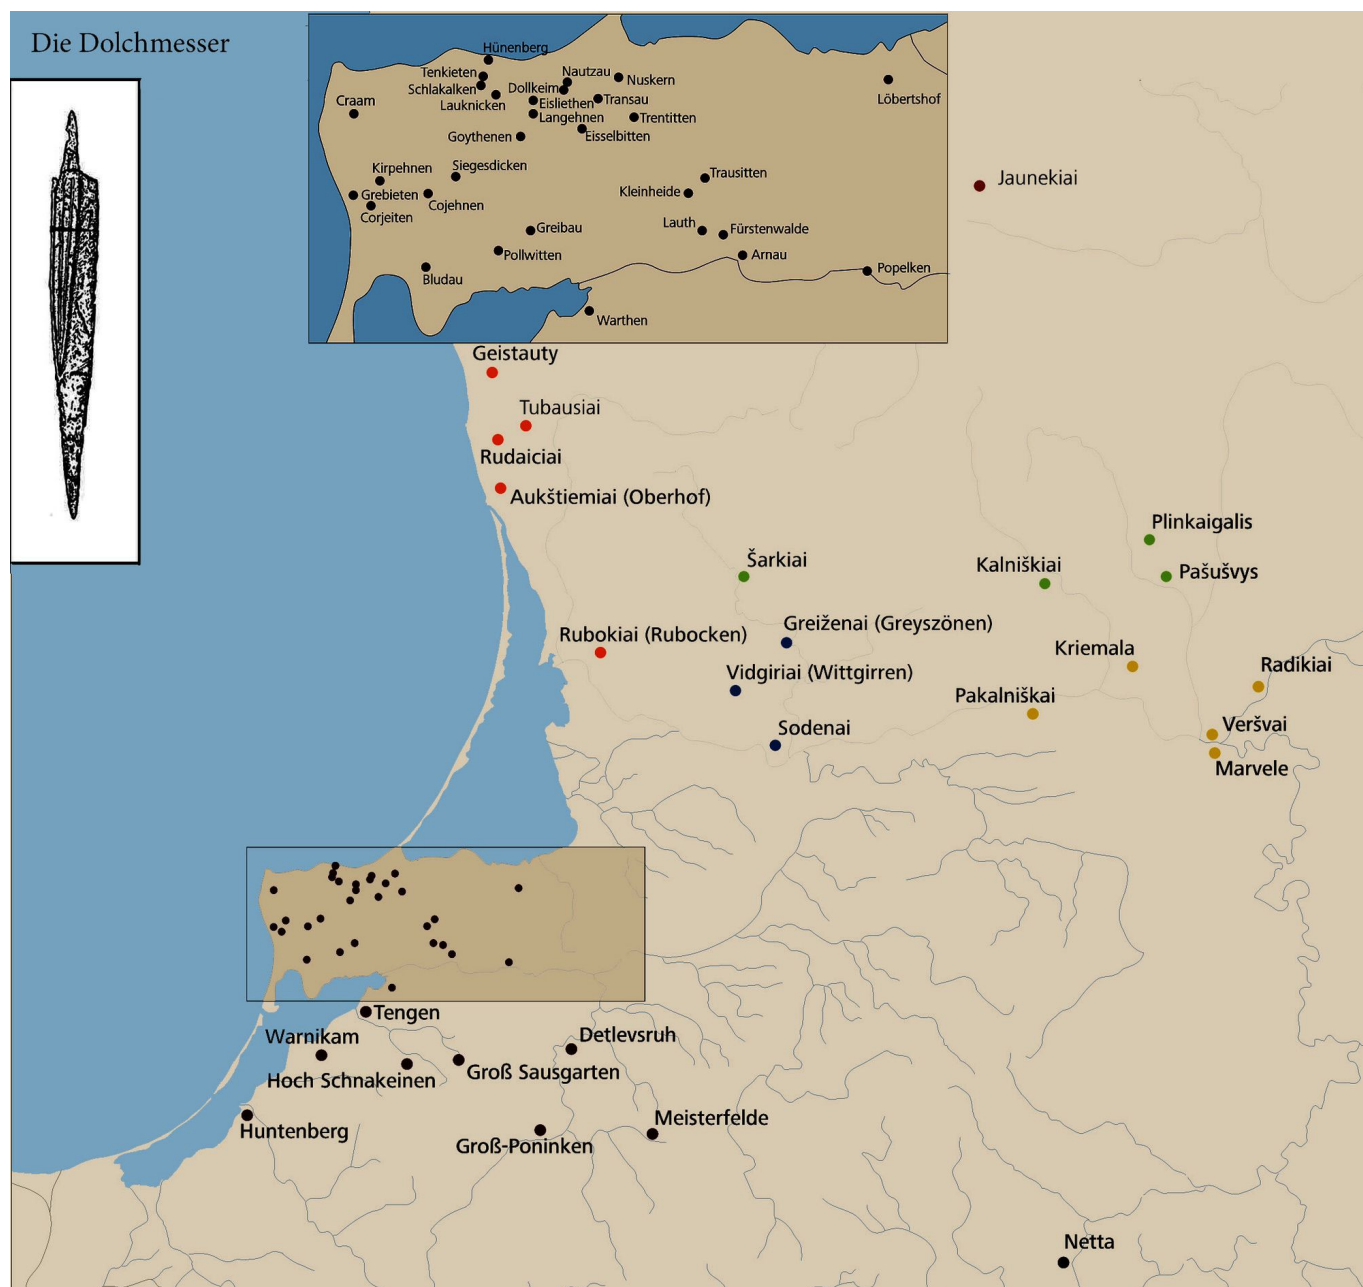 Die Dolchmesser
Hünenberg
Tenkieten
Nautzau
Nuskern
Schlakalken
Dollkeim
Löbertshof
Craam
Lauknicken
Eisliethen
Transau
Langehnen
Trentitten
Goythenen
Eisselbitten
Kirpehnen
Siegesdicken
Trausitten
Grebieten
Cojehnen
Kleinheide
Corjeiten
Greibau
Lauth
Fürstenwalde
Pollwitten
Arnau
Bludau
Popelken
Warthen
Jaunekiai
Geistauty
Tubausiai
Rudaiciai
Aukštiemiai (Oberhof)
Plinkaigalis
Šarkiai
Kalniškiai
Pašušvys
Greiženai (Greyszönen)
Rubokiai (Rubocken)
Kriemala
Radikiai
Vidgiriai (Wittgirren)
Pakalniškai
Sodenai
Veršvai
Marvele
Tengen
Warnikam
Detlevsruh
Hoch Schnakeinen
Groß Sausgarten
Huntenberg
Meisterfelde
Groß-Poninken
Netta